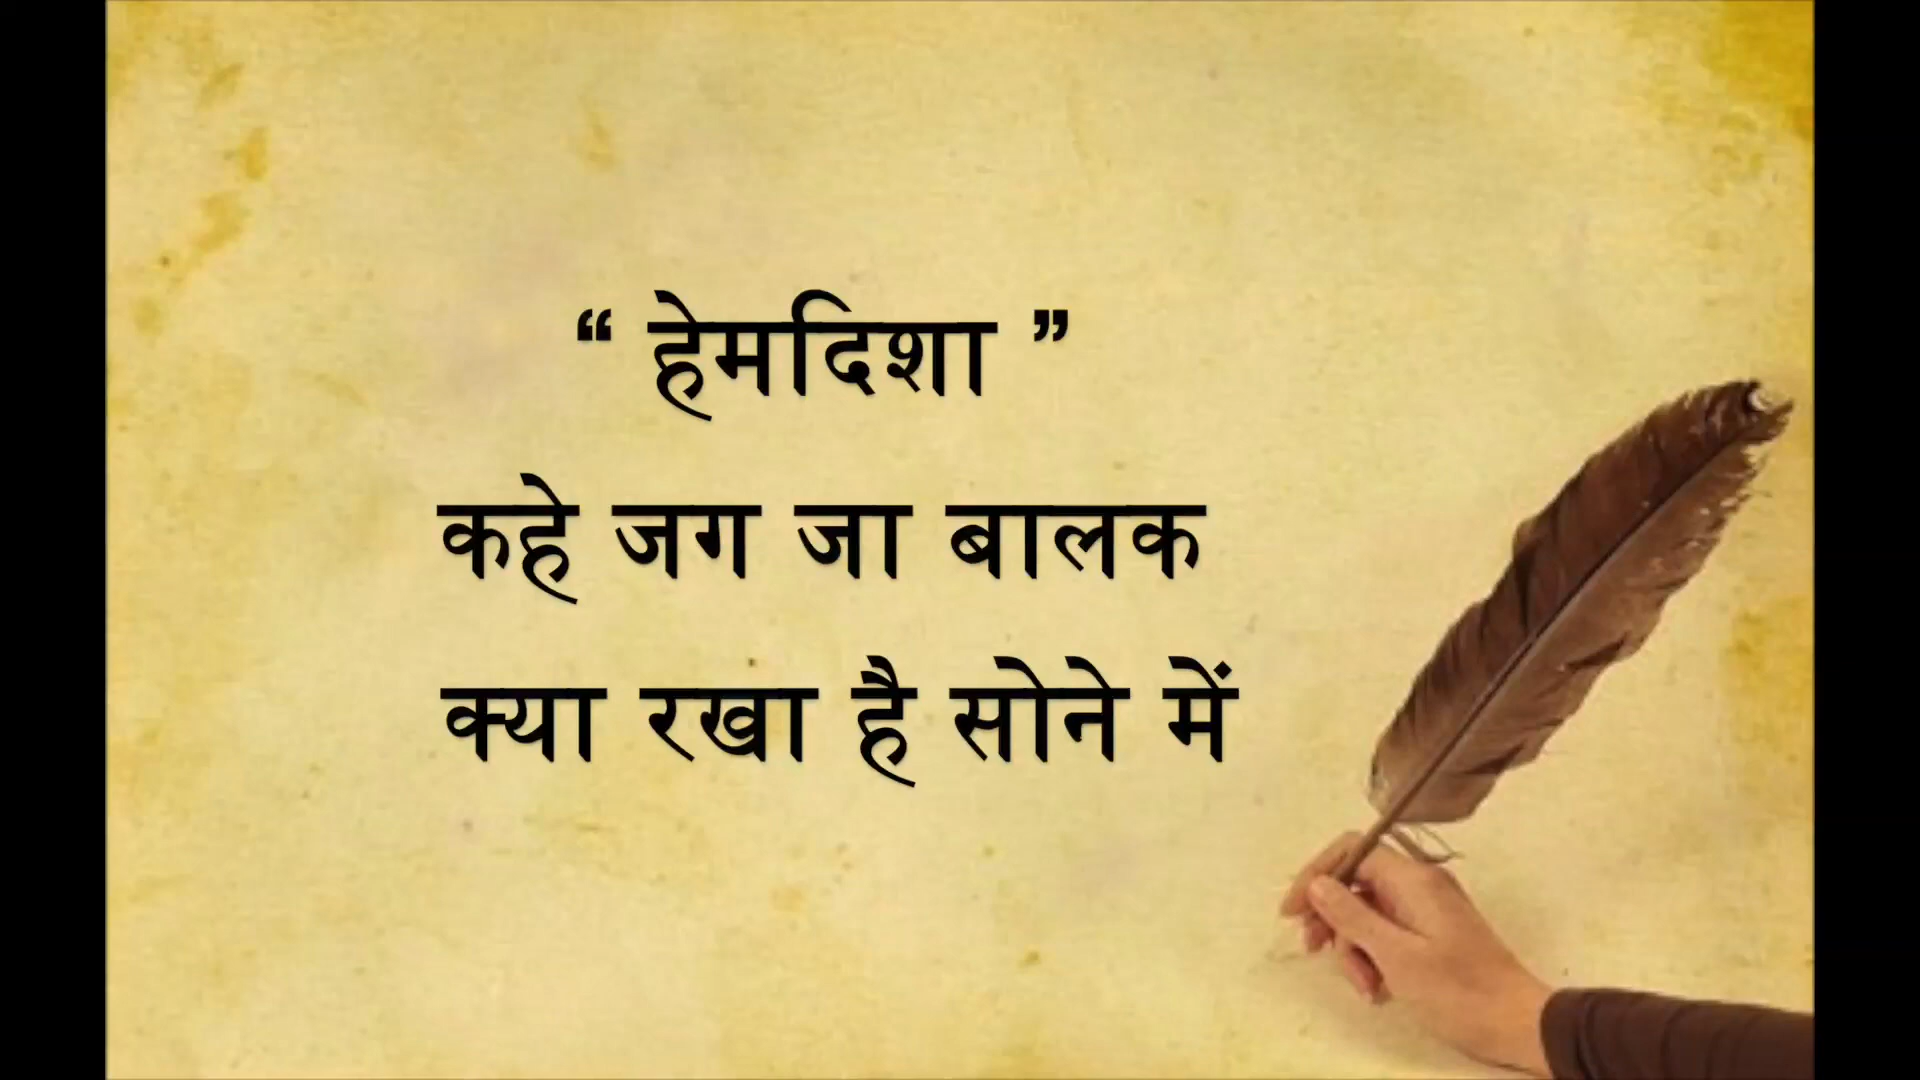 “ हेमदिशा ”
कहे जग जा बालक
क्या रखा है सोने में